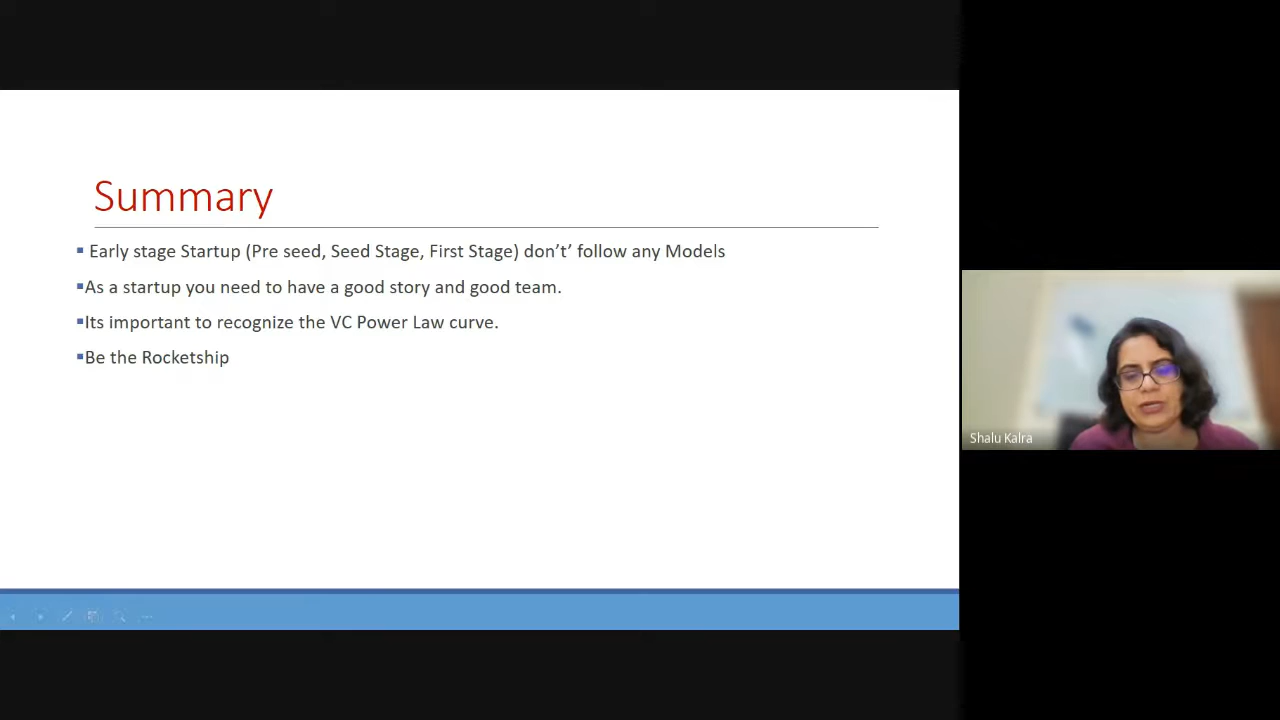 Summary
▪ Early stage Startup (Pre seed, Seed Stage, First Stage) don’t’ follow any Models
▪As a startup you need to have a good story and good team.
▪Its important to recognize the VC Power Law curve.
▪Be the Rocketship
Shalu Kalra